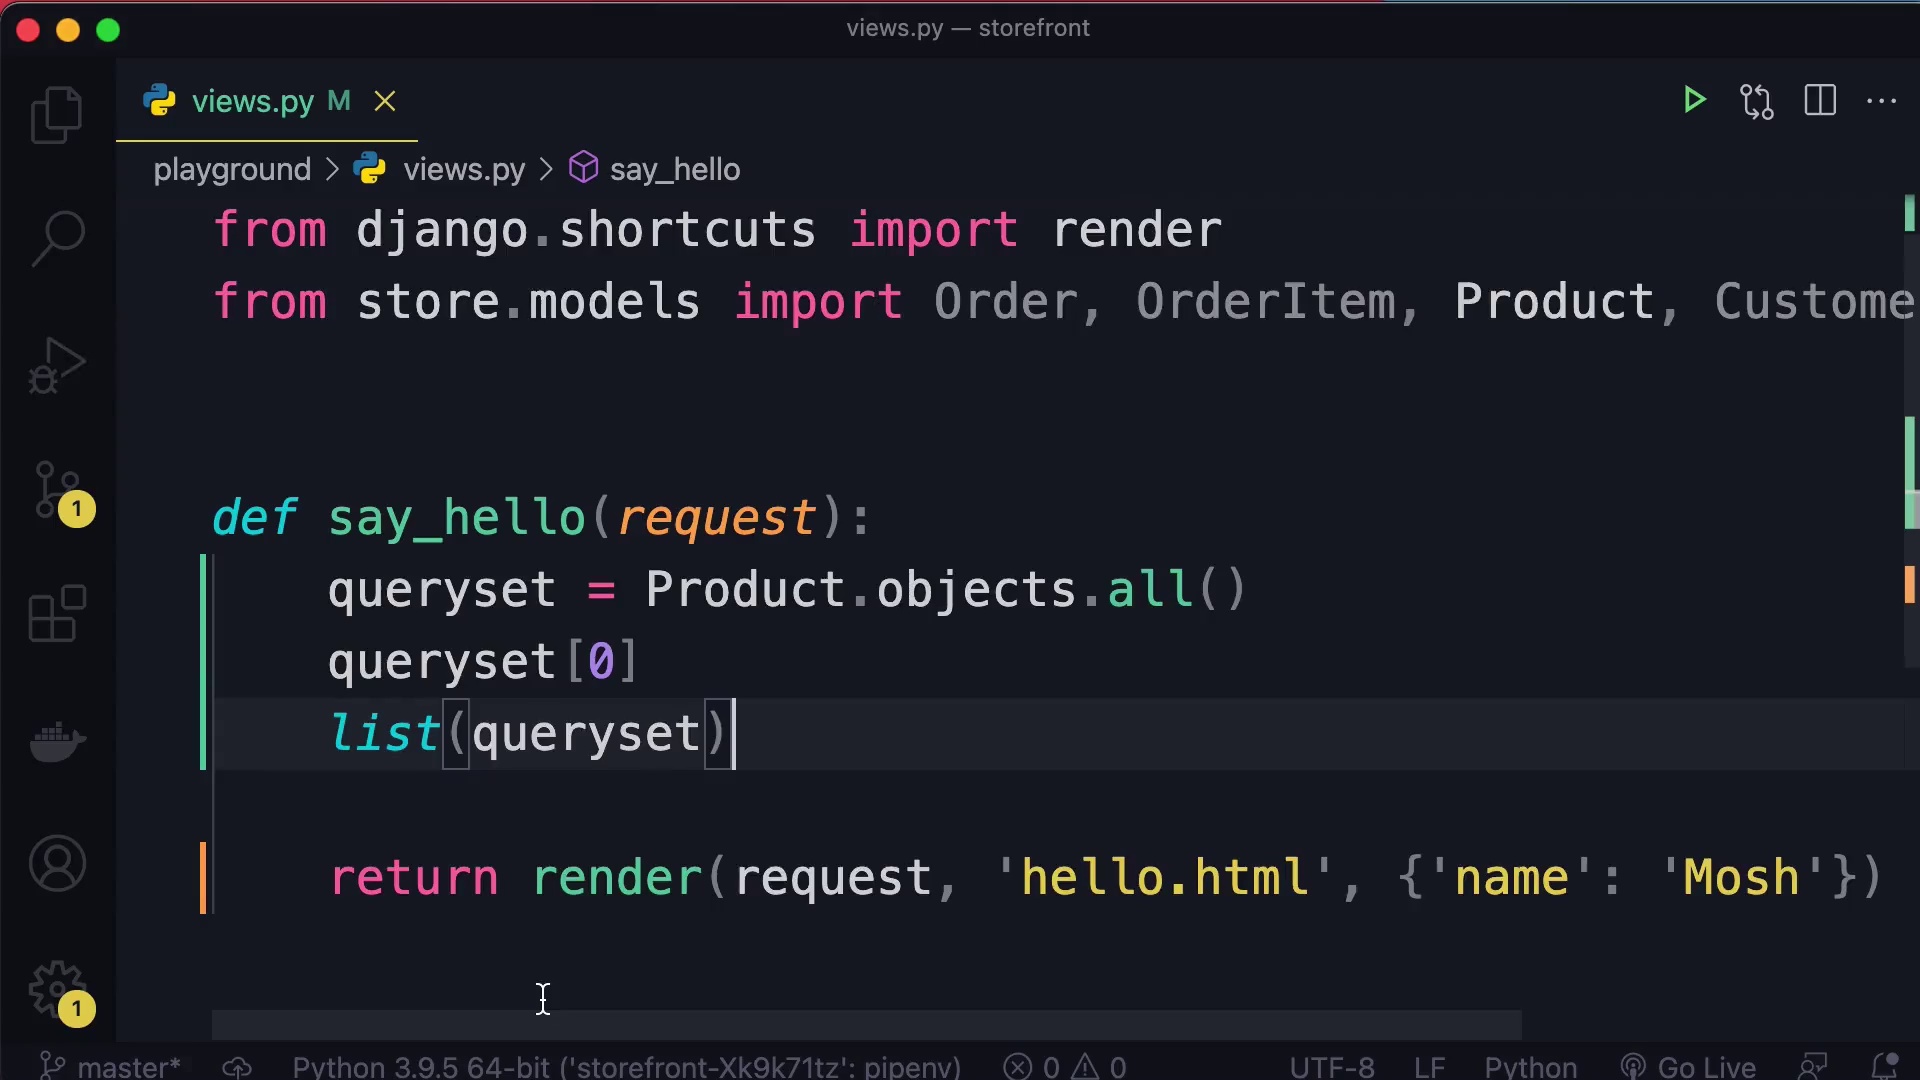 views.py — storefront
views.py M
playground > views.py > say_hello
from django.shortcuts import render
from store.models import Order, OrderItem, Product, Custome
def say_hello(request):
queryset = Product.objects.all()
queryset[0]
list(queryset)
return render(request, 'hello.html', {'name': 'Mosh'})
1
1
master* Python 3.9.5 64-bit ('storefront-Xk9k71tz': pipenv) 0 0 UTF-8 LF Python Go Live